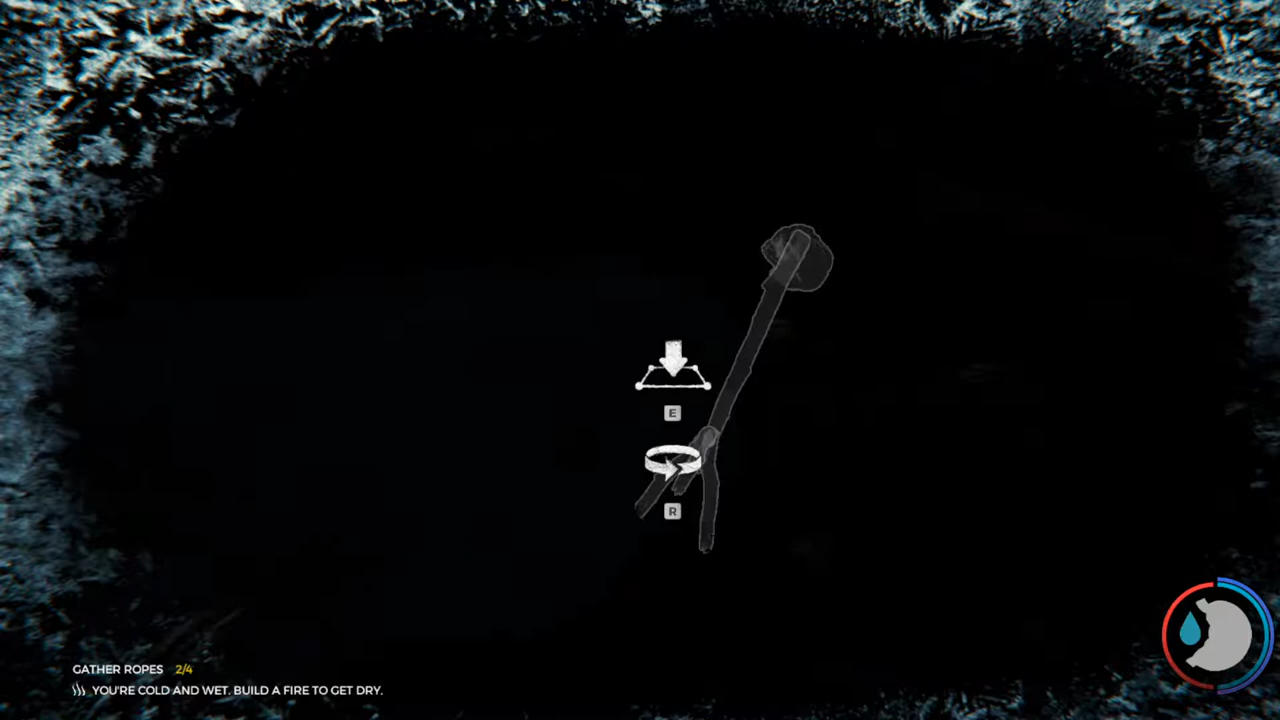 E
R
GATHER ROPES 2/4
YOU'RE COLD AND WET. BUILD A FIRE TO GET DRY.